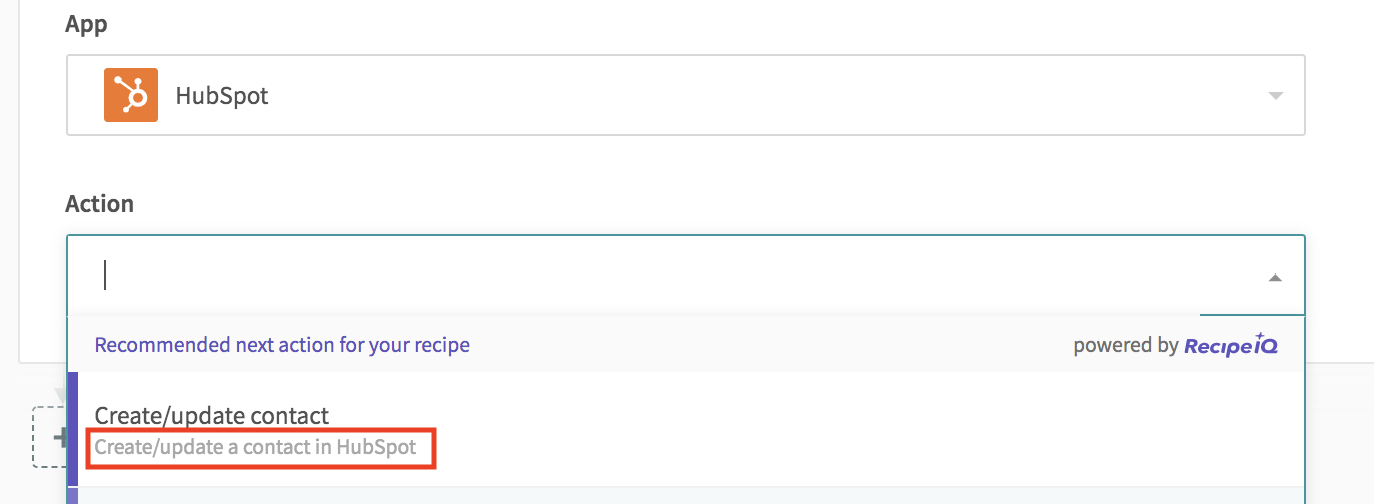 App
HubSpot
Action
Recommended next action for your recipe powered by RecipeIQ
Create/update contact
Create/update a contact in HubSpot